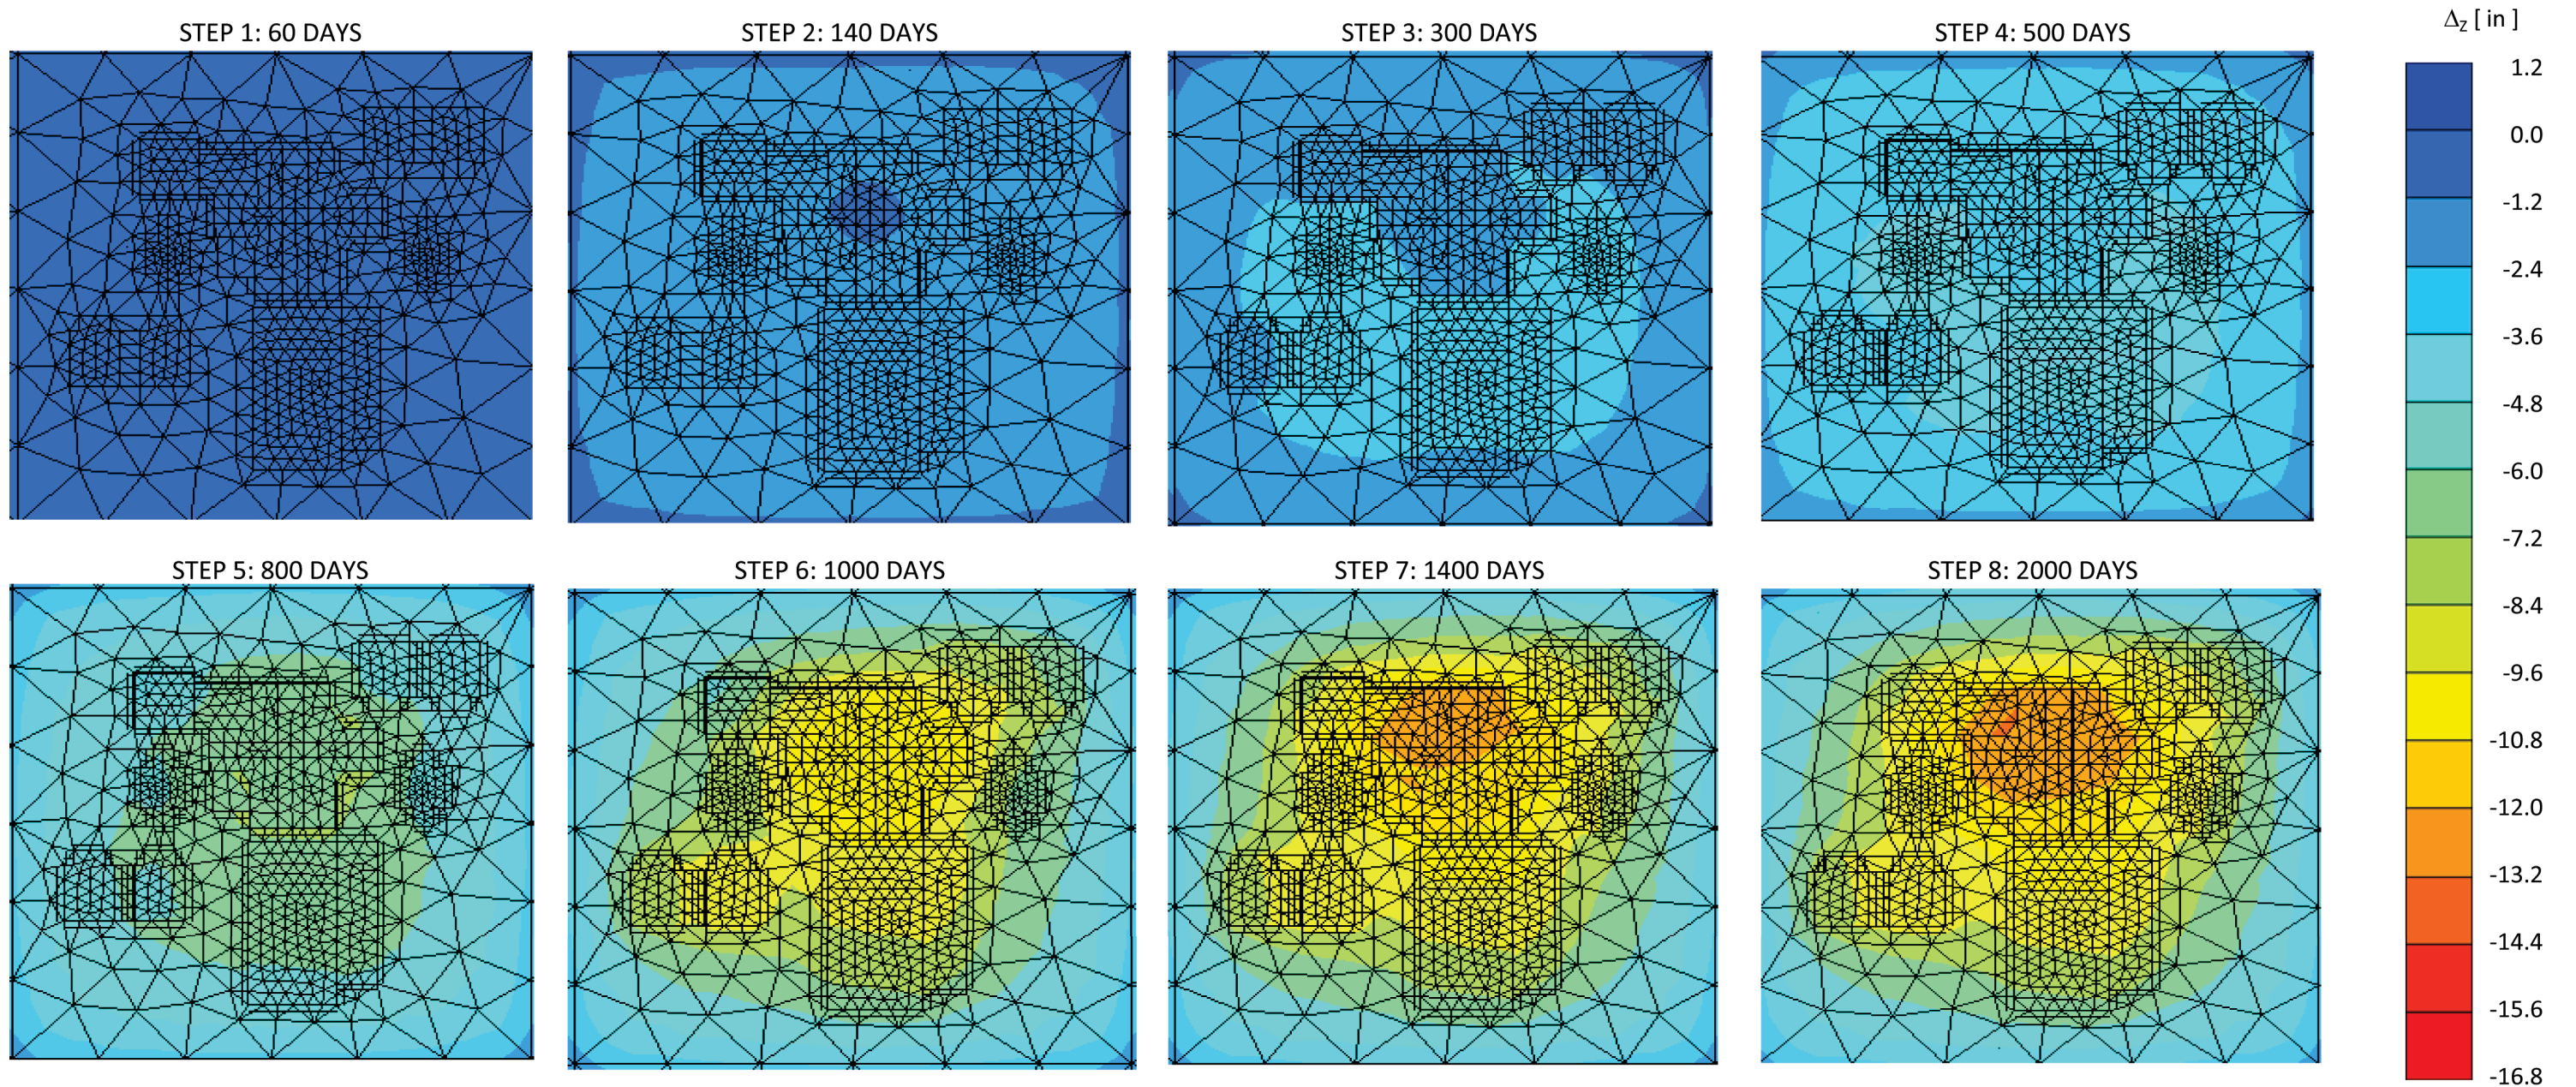 STEP 1: 60 DAYS
STEP 2: 140 DAYS
STEP 3: 300 DAYS
STEP 4: 500 DAYS
STEP 5: 800 DAYS
STEP 6: 1000 DAYS
STEP 7: 1400 DAYS
STEP 8: 2000 DAYS
Δz [ in ]
1.2
0.0
-1.2
-2.4
-3.6
-4.8
-6.0
-7.2
-8.4
-9.6
-10.8
-12.0
-13.2
-14.4
-15.6
-16.8